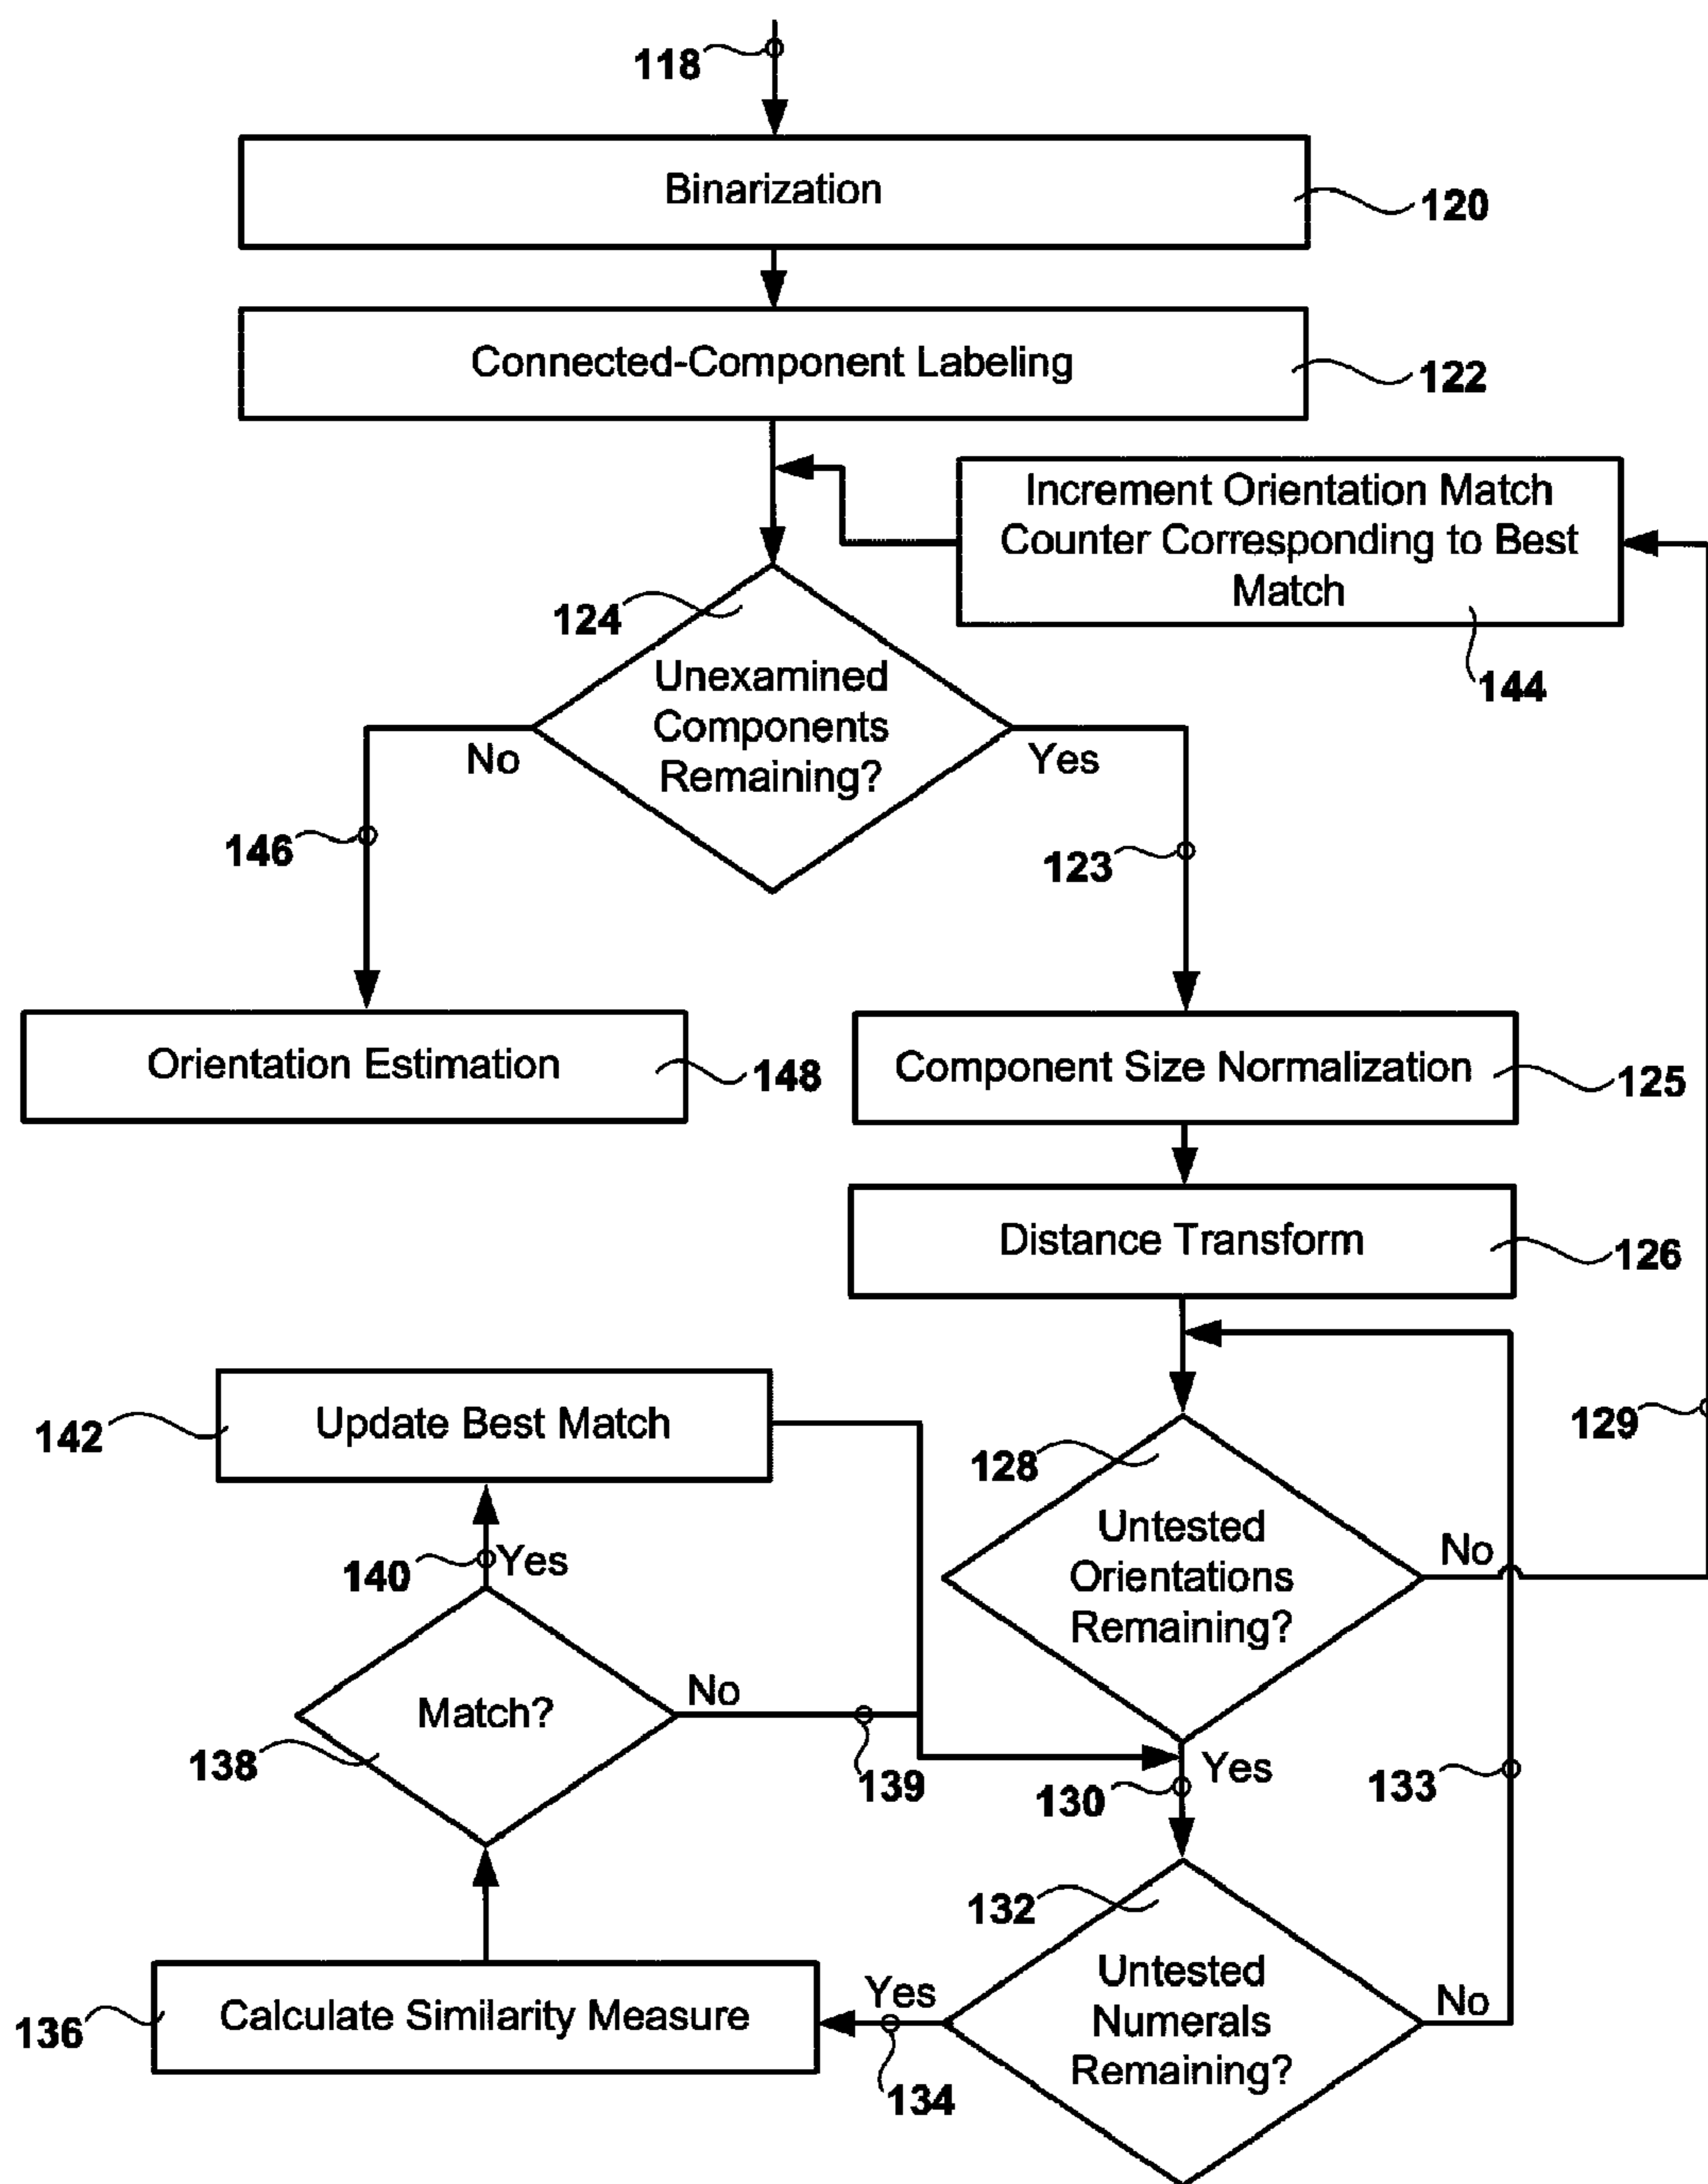 118
Binarization
120
Connected-Component Labeling
122
Increment Orientation Match
Counter Corresponding to Best
Match
144
124
Unexamined
Components
Remaining?
No
Yes
146
123
Orientation Estimation
148
Component Size Normalization
125
Distance Transform
126
142
Update Best Match
129
128
Untested
Orientations
Remaining?
No
140
Yes
Match?
No
138
139
Yes
130
133
132
Untested
Numerals
Remaining?
No
Yes
136
Calculate Similarity Measure
134